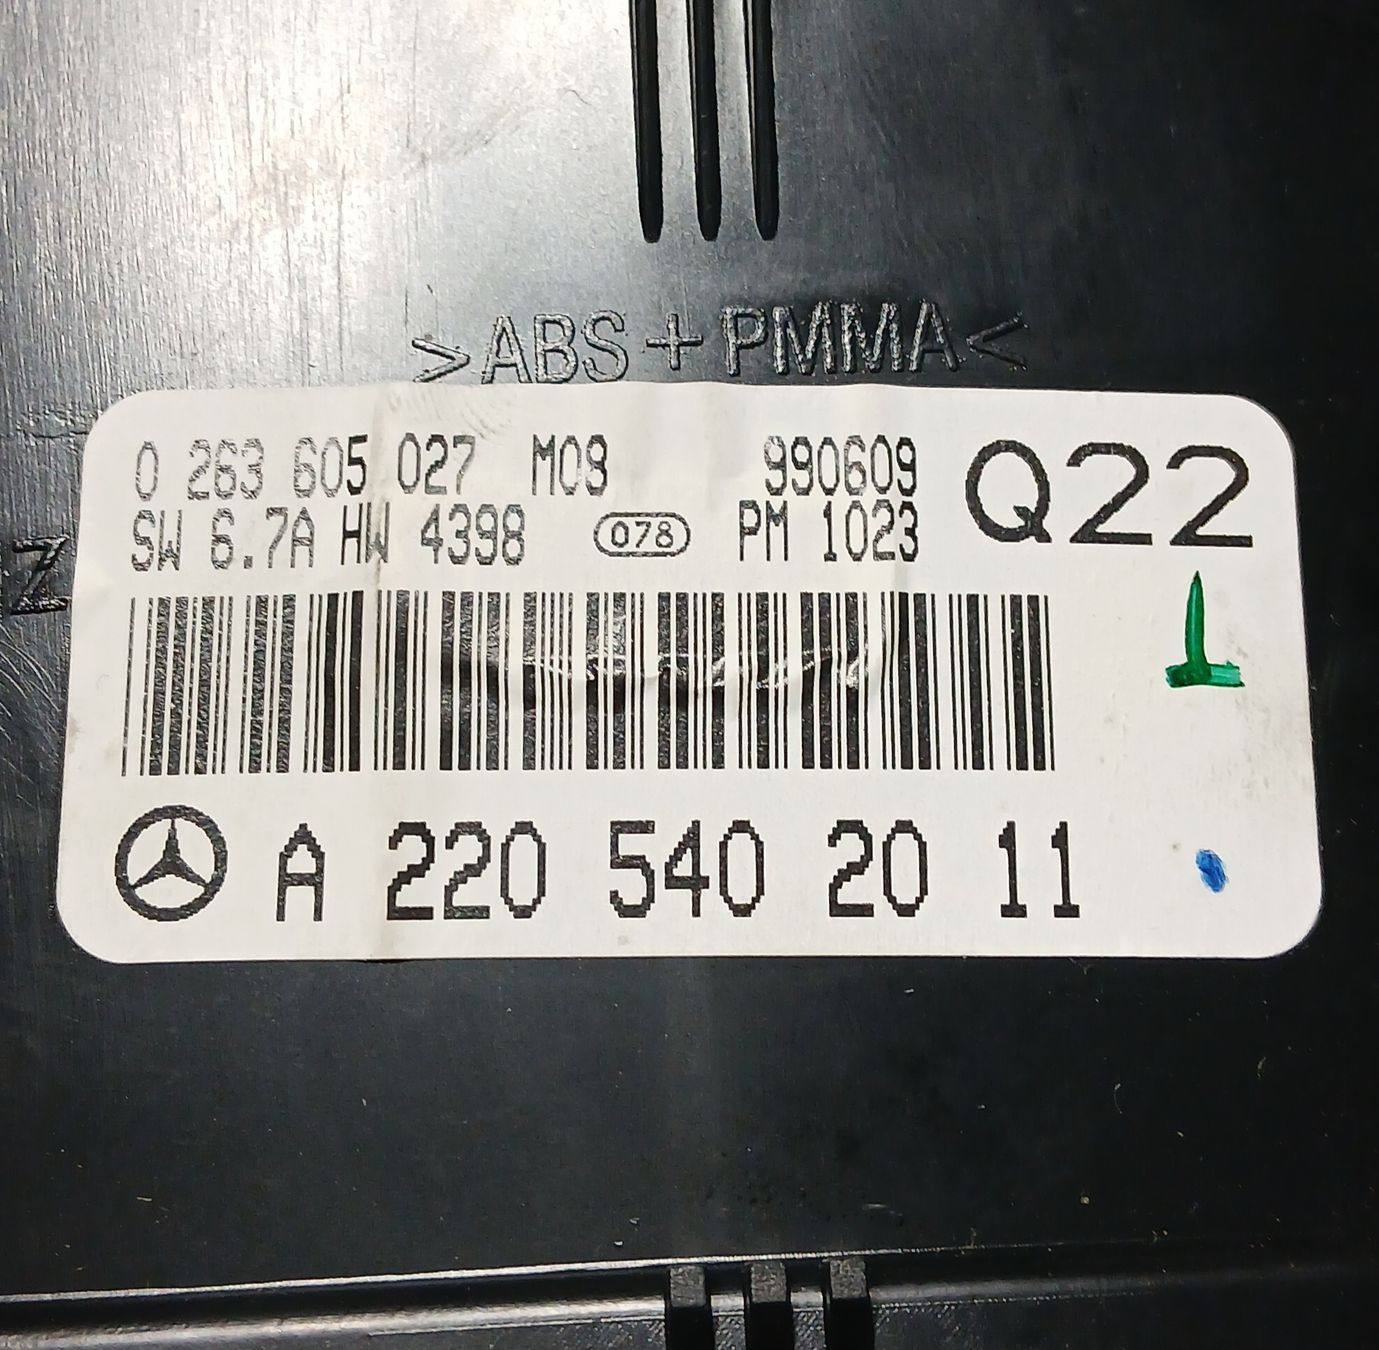 >ABS+PMMA<
0 263 605 027 M09 990609 Q22
SW 6.7A HW 4398 078 PM 1023
Z
A 220 540 20 11